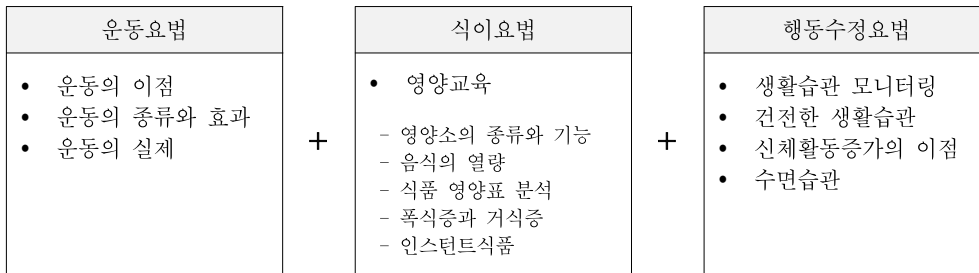 운동요법
• 운동의 이점
• 운동의 종류와 효과
• 운동의 실제
+
식이요법
• 영양교육
- 영양소의 종류와 기능
- 음식의 열량
- 식품 영양표 분석
- 폭식증과 거식증
- 인스턴트식품
+
행동수정요법
• 생활습관 모니터링
• 건전한 생활습관
• 신체활동증가의 이점
• 수면습관